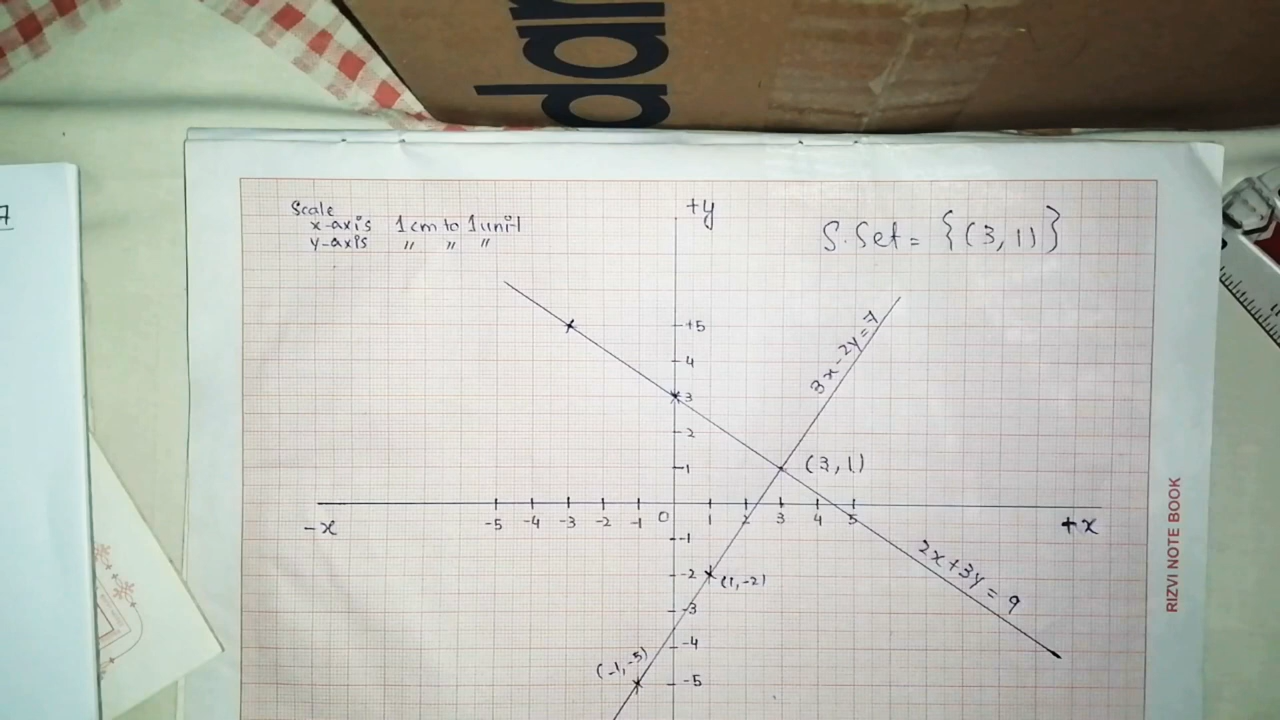 dar
7
Scale
x-axis 1cm to 1unit
y-axis " " "
+y
S.Set = {(3, 1)}
3x-2y=7
+5
4
3
2
1
(3, 1)
-5 -4 -3 -2 -1 0 1 2 3 4 5
-x
+x
-1
-2
(1, -2)
2x+3y=9
-3
-4
(-1, -5)
-5
RIZVI NOTE BOOK